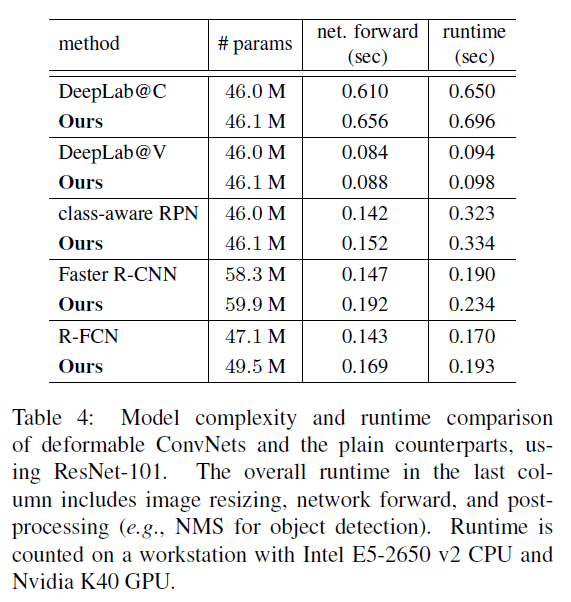 method # params net. forward (sec) runtime (sec)
DeepLab@C 46.0 M 0.610 0.650
Ours 46.1 M 0.656 0.696
DeepLab@V 46.0 M 0.084 0.094
Ours 46.1 M 0.088 0.098
class-aware RPN 46.0 M 0.142 0.323
Ours 46.1 M 0.152 0.334
Faster R-CNN 58.3 M 0.147 0.190
Ours 59.9 M 0.192 0.234
R-FCN 47.1 M 0.143 0.170
Ours 49.5 M 0.169 0.193
Table 4: Model complexity and runtime comparison
of deformable ConvNets and the plain counterparts, us-
ing ResNet-101. The overall runtime in the last col-
umn includes image resizing, network forward, and post-
processing (e.g., NMS for object detection). Runtime is
counted on a workstation with Intel E5-2650 v2 CPU and
Nvidia K40 GPU.